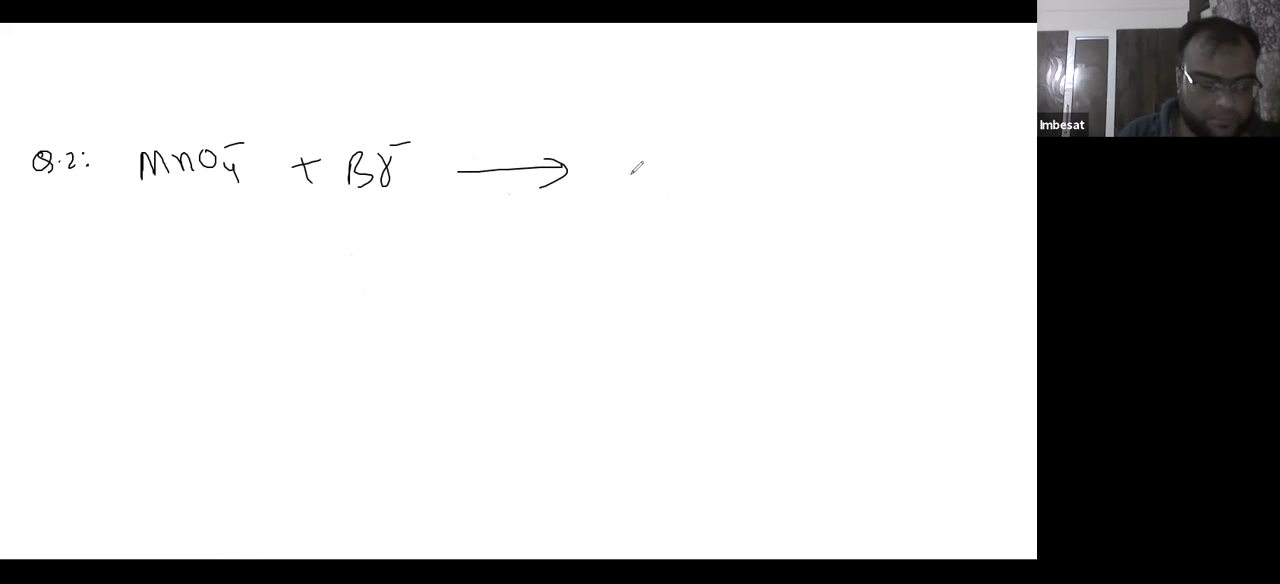 Q.2: MnO₄⁻ + Br⁻ ⟶
Imbesat